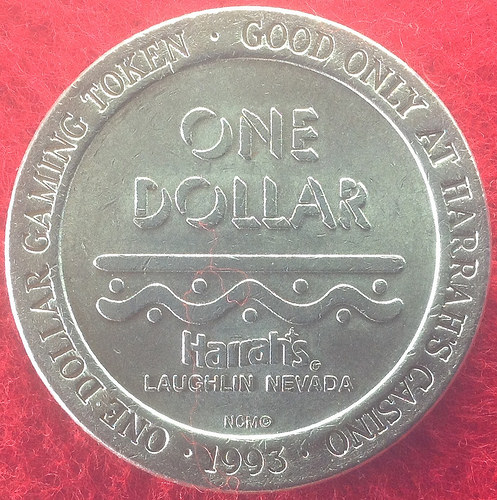 ONE DOLLAR GAMING TOKEN · GOOD ONLY AT HARRAH'S CASINO · 1993 ·
ONE
DOLLAR
Harrah's
LAUGHLIN NEVADA
NCM©